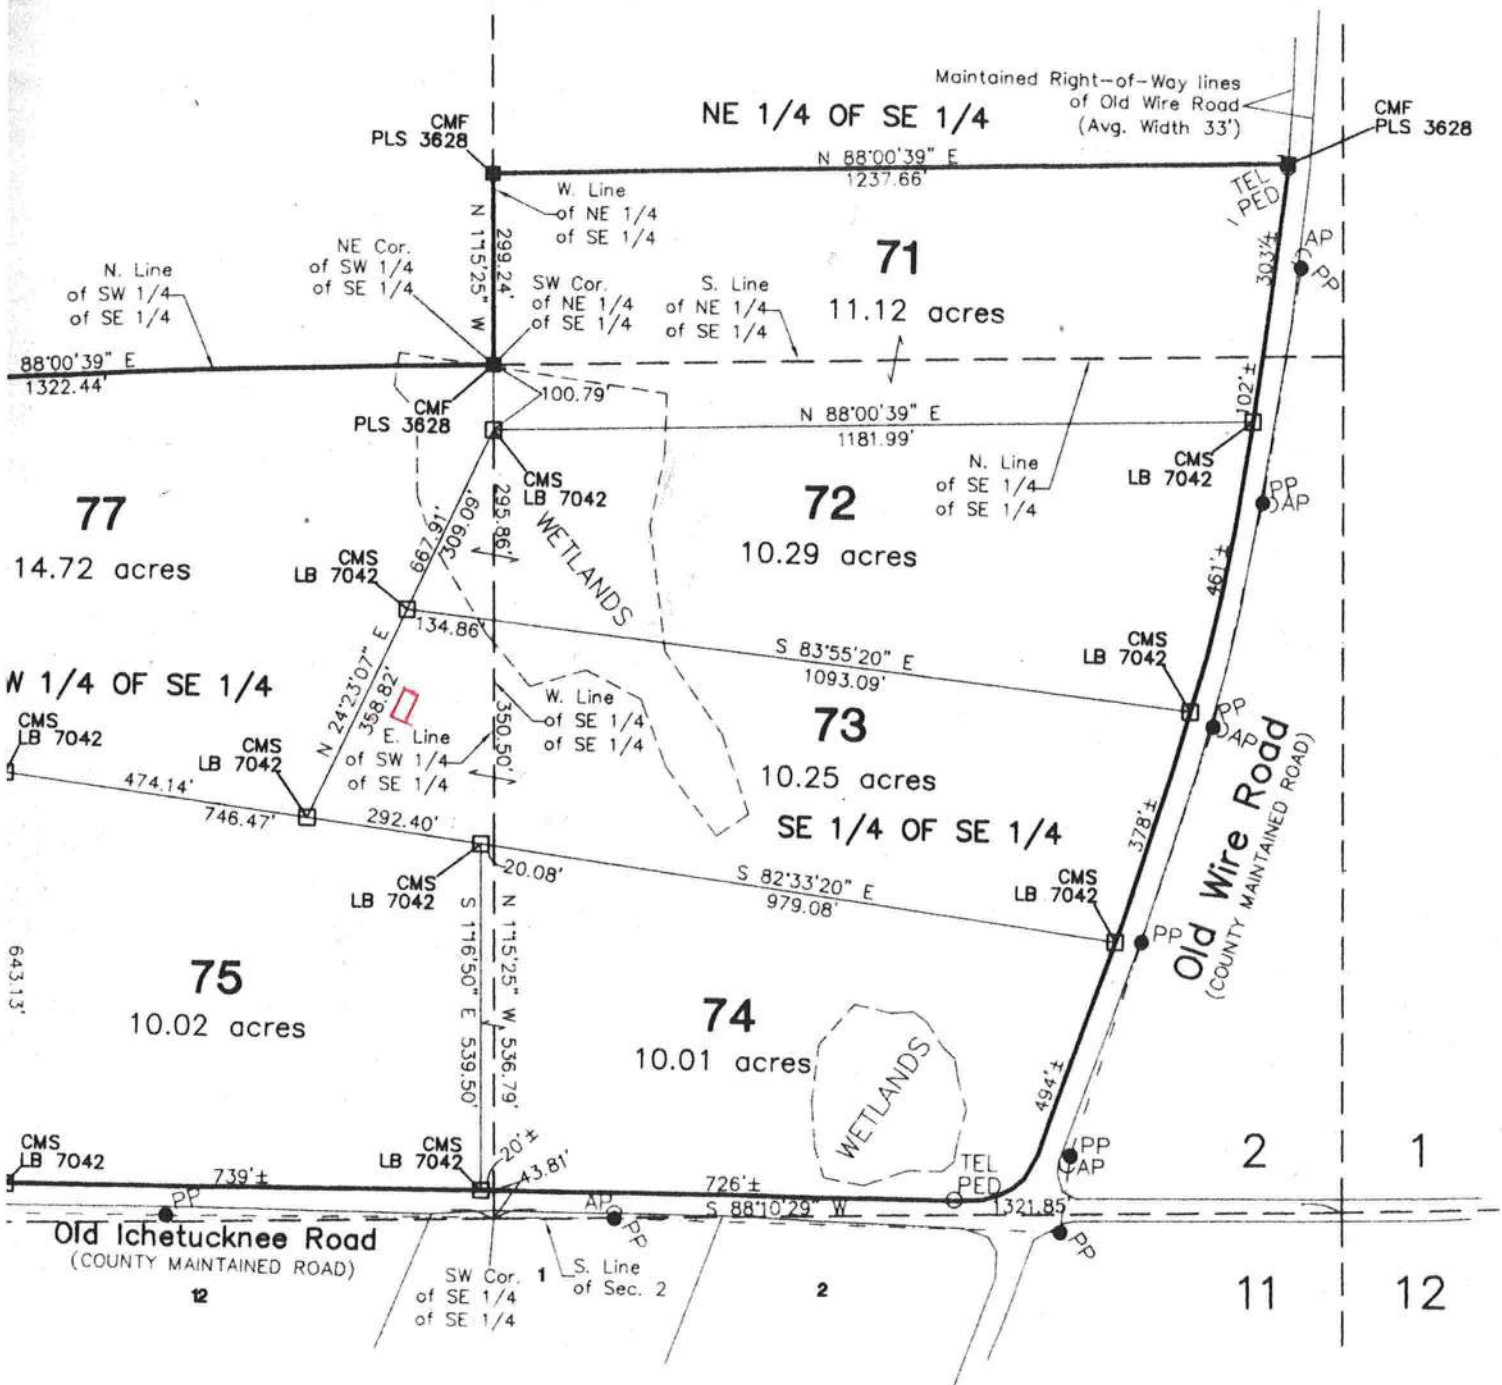 Maintained Right-of-Way lines
of Old Wire Road
(Avg. Width 33')
CMF
PLS 3628
NE 1/4 OF SE 1/4
CMF
PLS 3628
N 88°00'39" E
1237.66'
TEL
PED
W. Line
of NE 1/4
of SE 1/4
N 1°15'25" W
299.24'
71
11.12 acres
303'±
AP
PP
N. Line
of SW 1/4
of SE 1/4
NE Cor.
of SW 1/4
of SE 1/4
SW Cor.
of NE 1/4
of SE 1/4
S. Line
of NE 1/4
of SE 1/4
88°00'39" E
1322.44'
CMF
PLS 3628
100.79'
N 88°00'39" E
1181.99'
102'±
CMS
LB 7042
CMS
LB 7042
N. Line
of SE 1/4
of SE 1/4
PP
AP
77
14.72 acres
667.91'
309.09'
295.86'
WETLANDS
72
10.29 acres
461'±
CMS
LB 7042
134.86'
S 83°55'20" E
1093.09'
CMS
LB 7042
W 1/4 OF SE 1/4
N 24°23'07" E
358.82'
CMS
LB 7042
CMS
LB 7042
E. Line
of SW 1/4
of SE 1/4
350.50'
W. Line
of SE 1/4
of SE 1/4
73
10.25 acres
PP
AP
Old Wire Road
(COUNTY MAINTAINED ROAD)
474.14'
746.47'
292.40'
378'±
SE 1/4 OF SE 1/4
CMS
LB 7042
20.08'
S 82°33'20" E
979.08'
CMS
LB 7042
PP
643.13'
75
10.02 acres
S 1°16'50" E 539.50'
N 1°15'25" W 536.79'
74
10.01 acres
WETLANDS
494'±
CMS
LB 7042
739'±
CMS
LB 7042
20'±
43.81'
726'±
S 88°10'29" W
TEL
PED
1321.85
PP
AP
2
1
PP
AP
PP
PP
Old Ichetucknee Road
(COUNTY MAINTAINED ROAD)
12
SW Cor.
of SE 1/4
of SE 1/4
1
S. Line
of Sec. 2
2
11
12